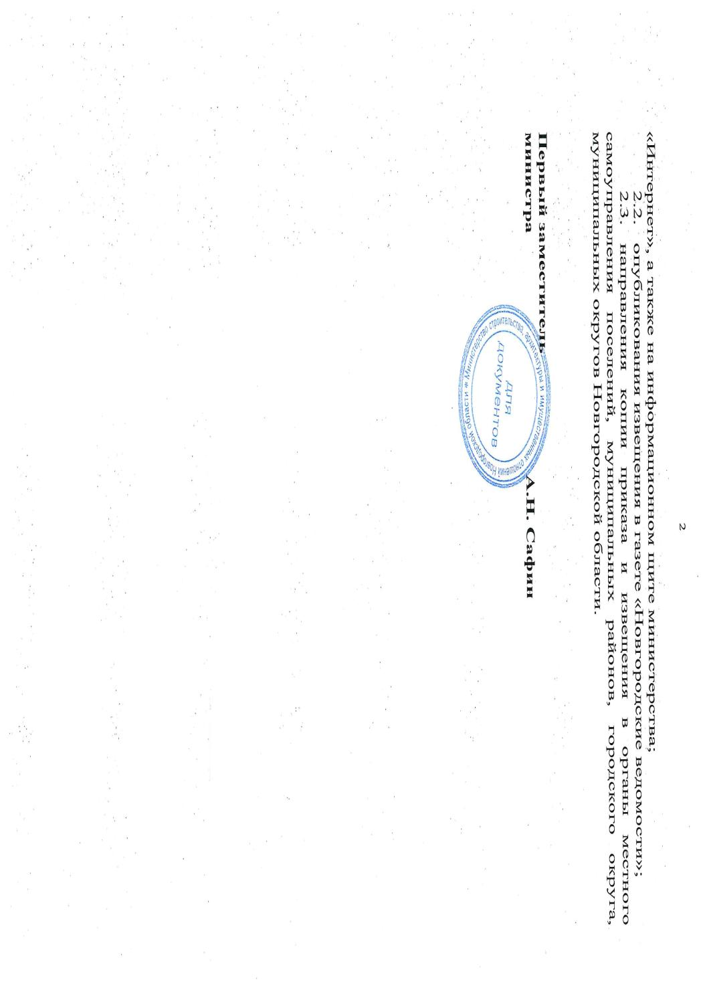 2
«Интернет», а также на информационном щите министерства;
2.2. опубликования извещения в газете «Новгородские ведомости»;
2.3. направления копии приказа и извещения в органы местного
самоуправления поселений, муниципальных районов, городского округа,
муниципальных округов Новгородской области.
Первый заместитель
министра
А.Н. Сафин
Министерство строительства, архитектуры и имущественных отношений Новгородской области *
для
документов